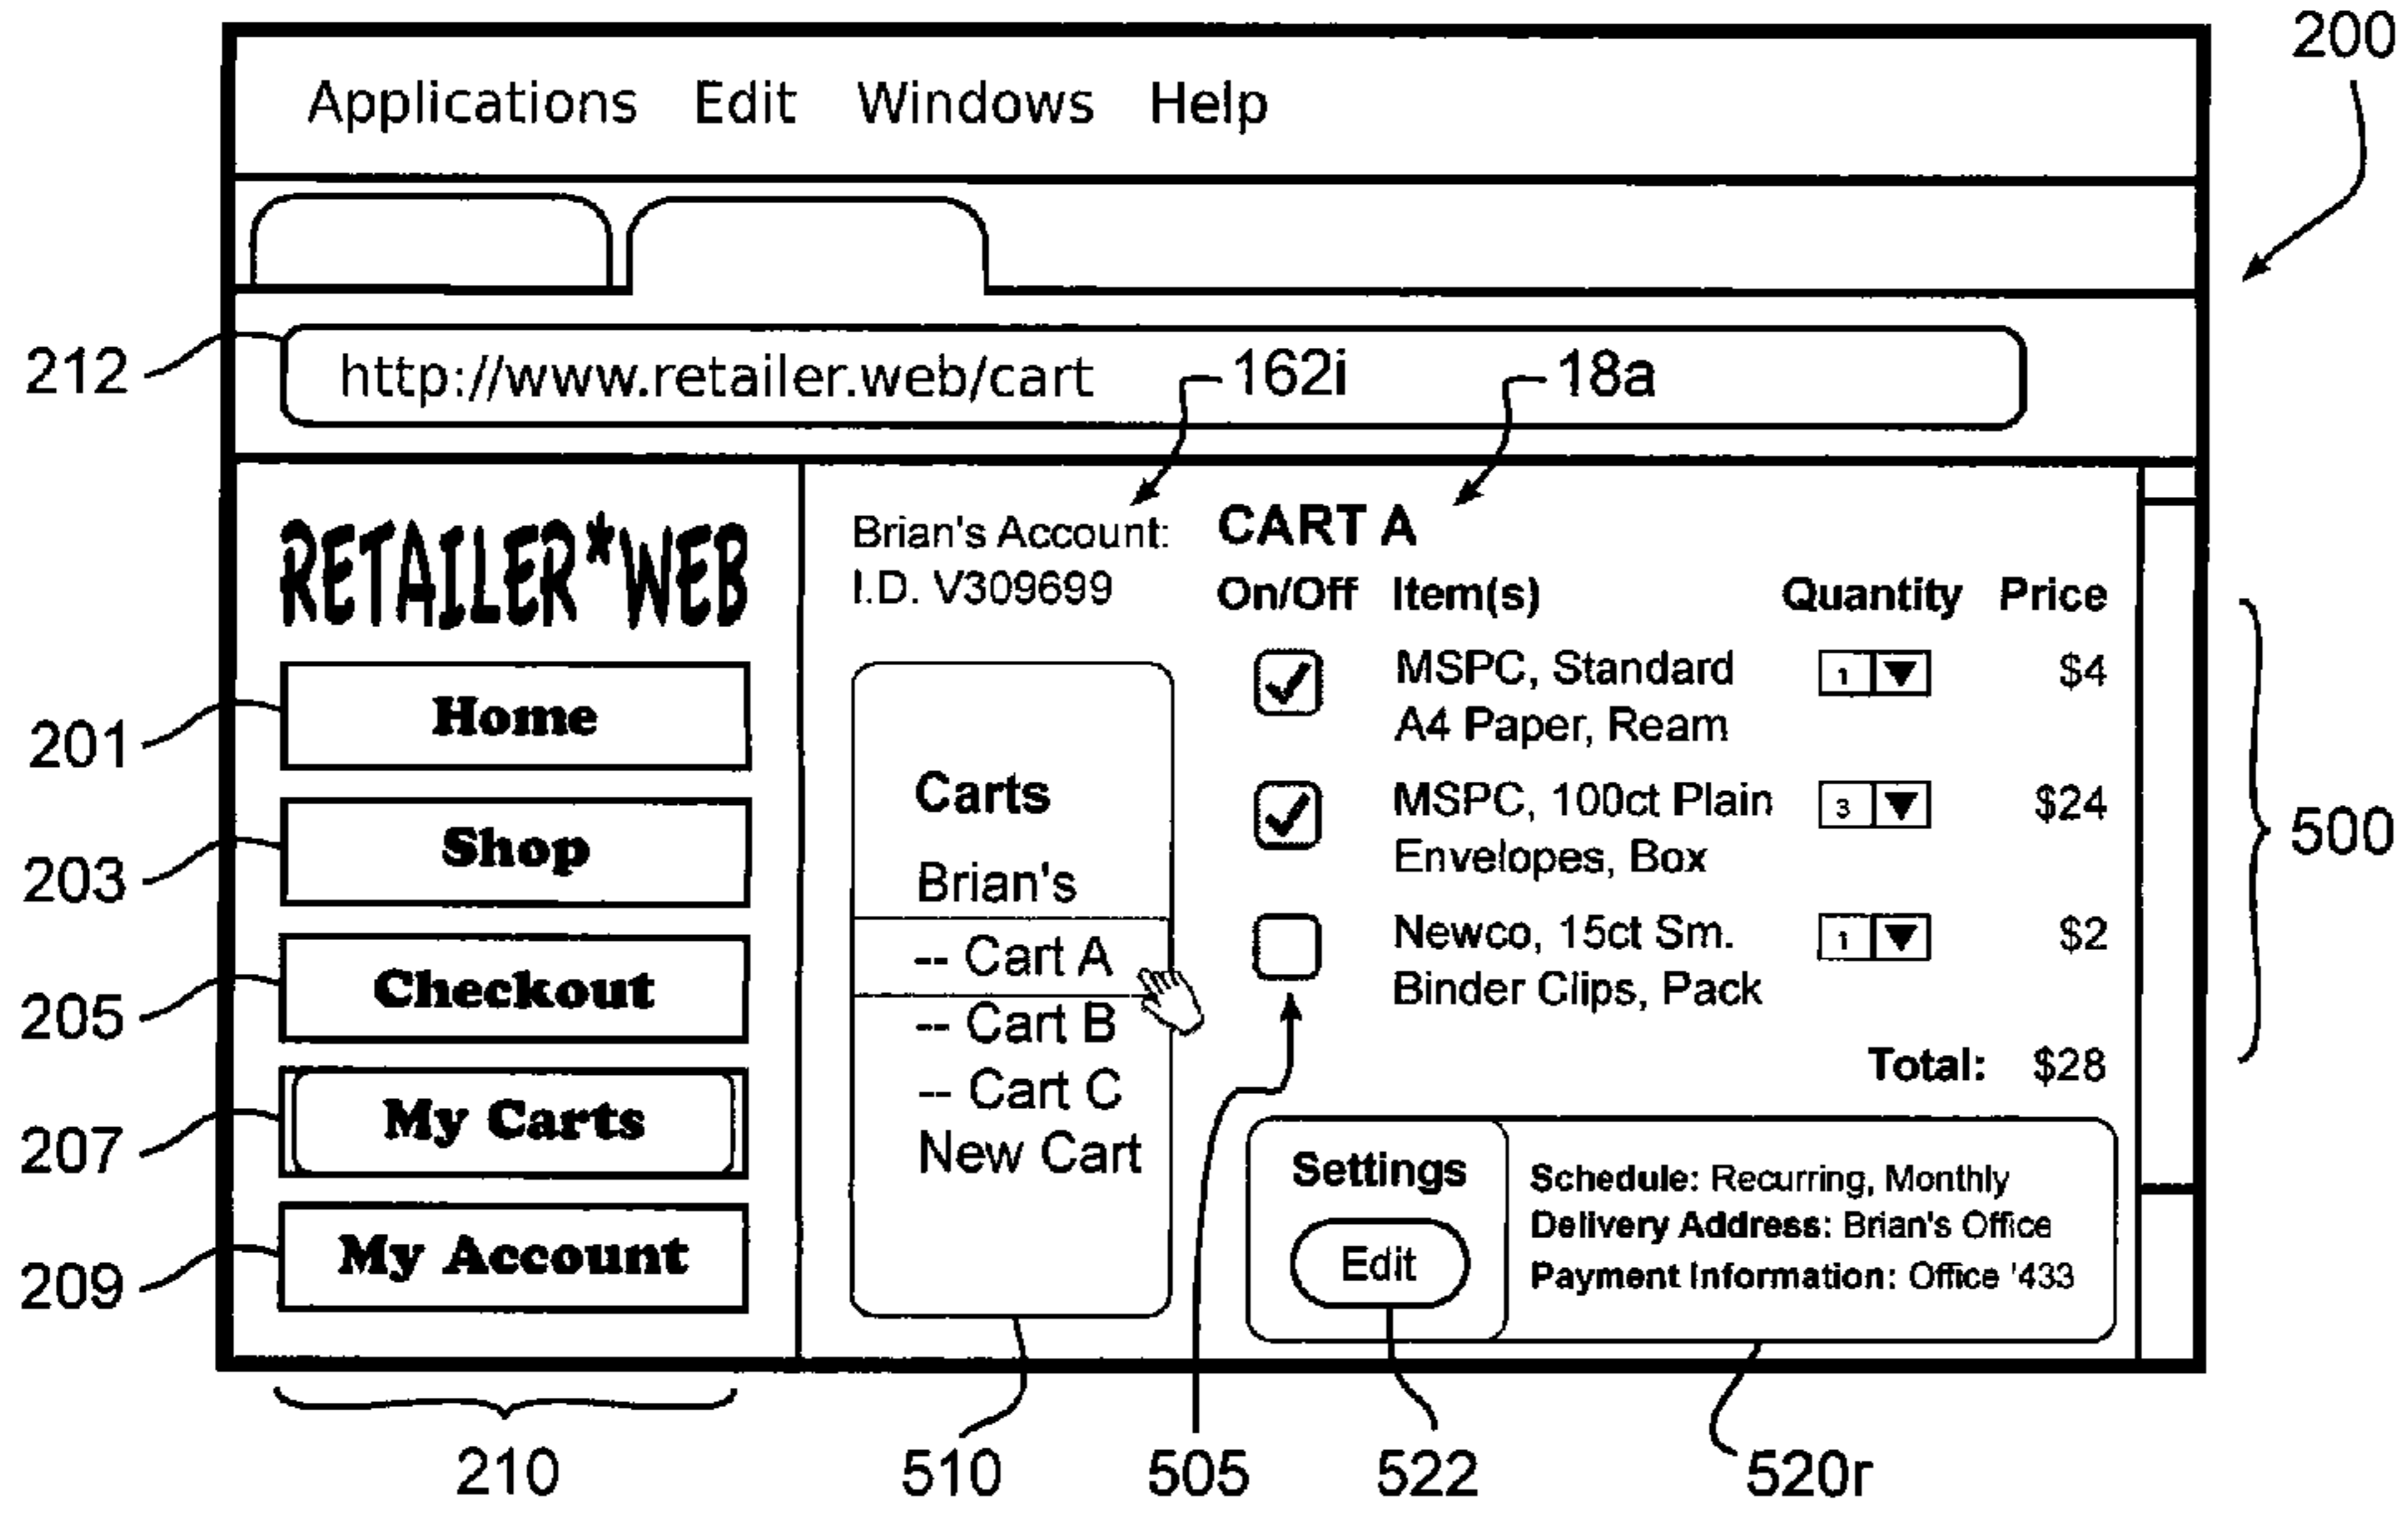 200
Applications Edit Windows Help
212
http://www.retailer.web/cart
162i
18a
RETAILER*WEB
201
Home
203
Shop
205
Checkout
207
My Carts
209
My Account
210
Brian's Account:
I.D. V309699
Carts
Brian's
-- Cart A
-- Cart B
-- Cart C
New Cart
510
CART A
On/Off Item(s) Quantity Price
MSPC, Standard 1 $4
A4 Paper, Ream
MSPC, 100ct Plain 3 $24
Envelopes, Box
Newco, 15ct Sm. 1 $2
Binder Clips, Pack
Total: $28
500
505
Settings
Edit
522
Schedule: Recurring, Monthly
Delivery Address: Brian's Office
Payment Information: Office '433
520r